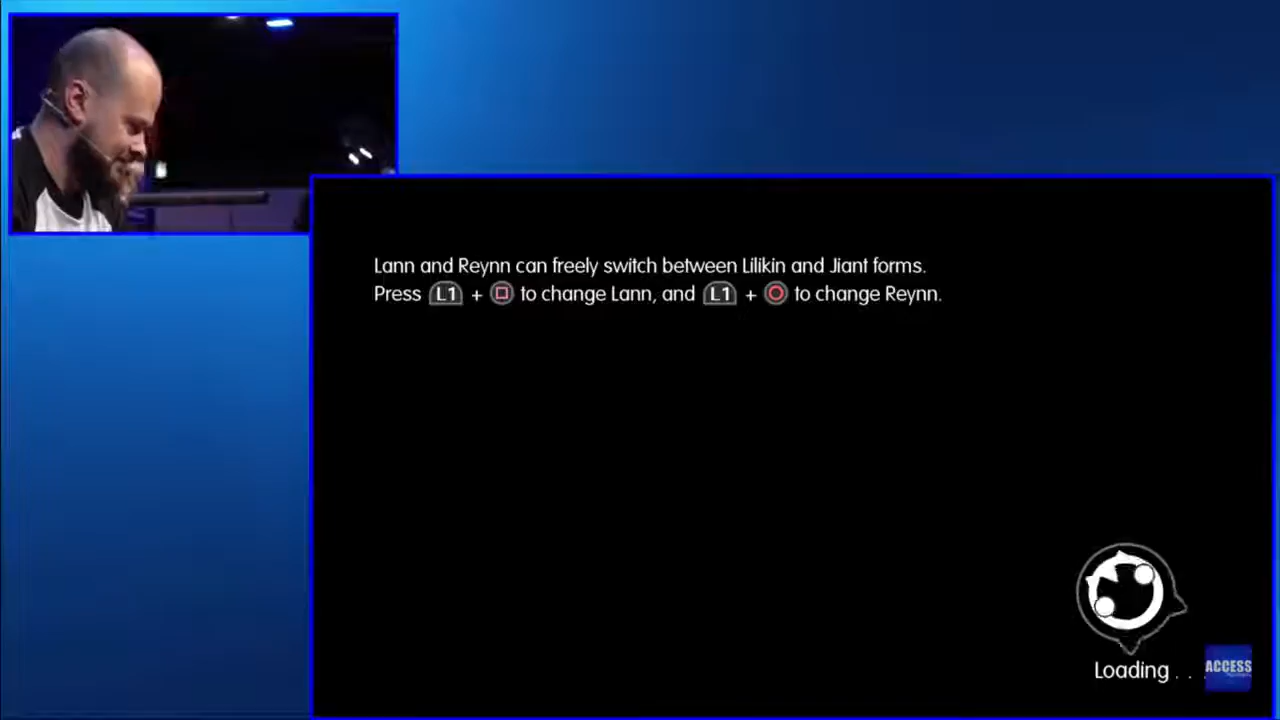 Lann and Reynn can freely switch between Lilikin and Jiant forms.
Press L1 + to change Lann, and L1 + to change Reynn.
Loading . . .
ACCESS